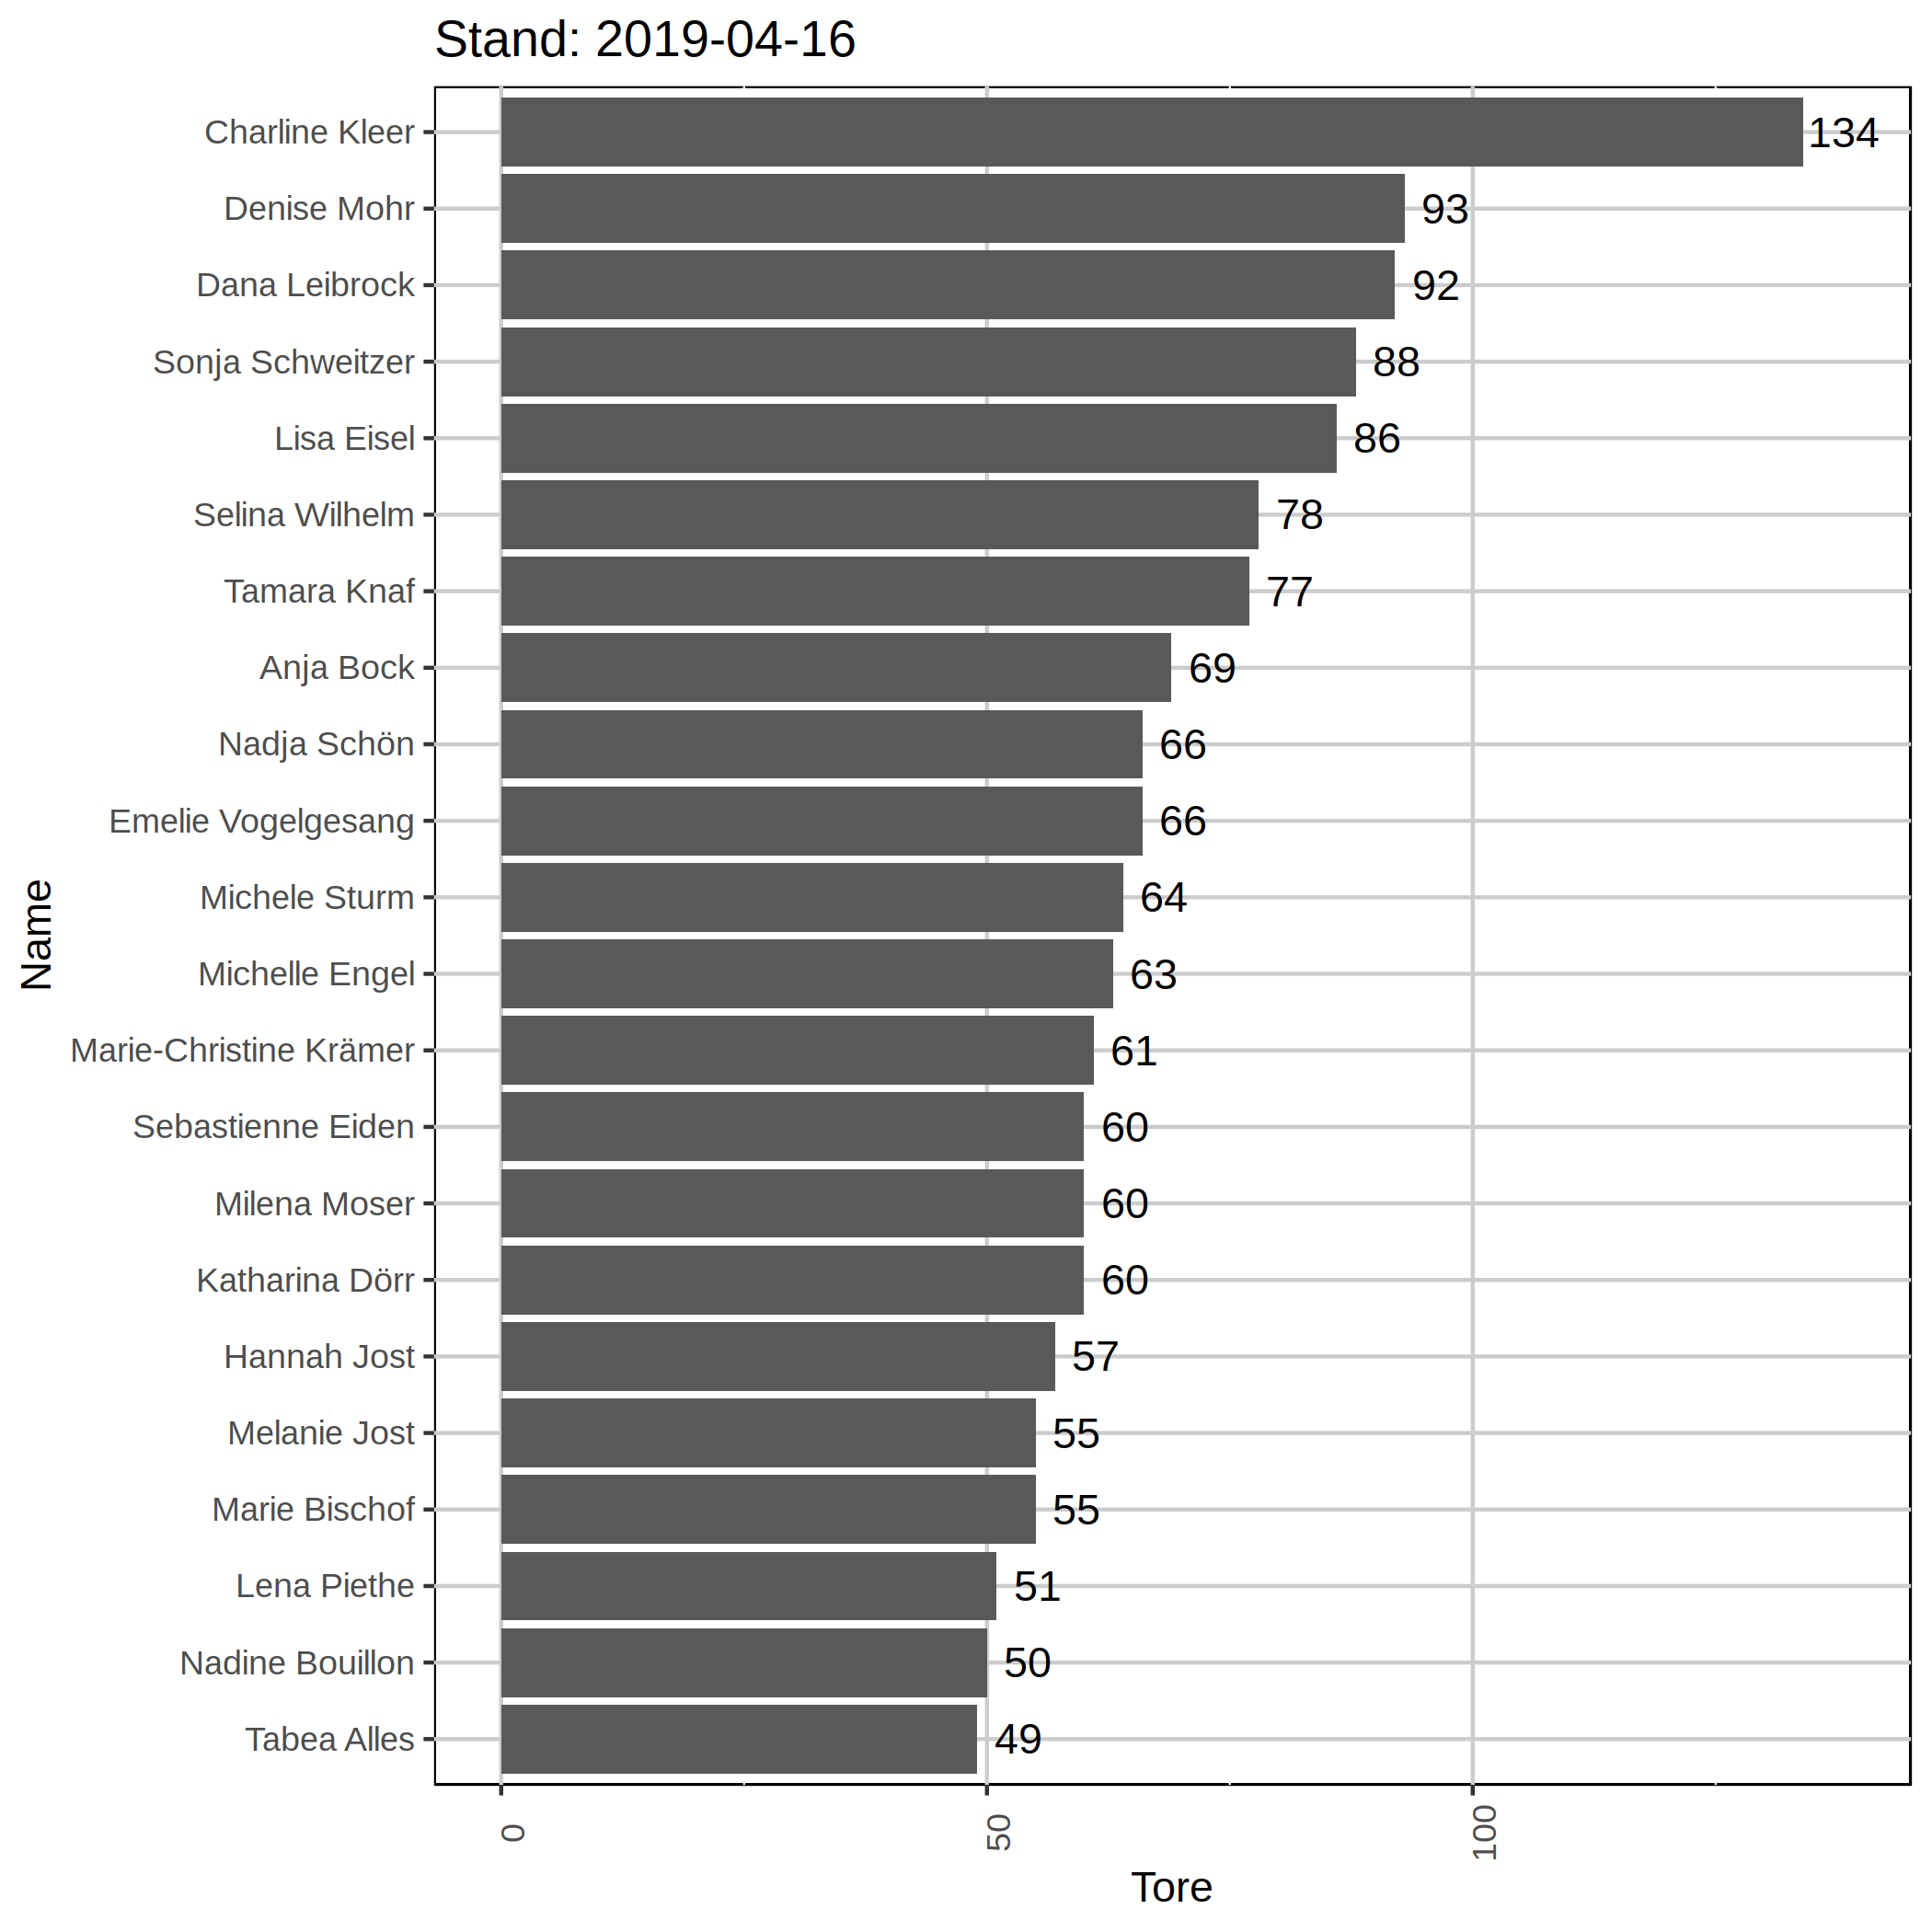 Stand: 2019-04-16
Charline Kleer 134
Denise Mohr 93
Dana Leibrock 92
Sonja Schweitzer 88
Lisa Eisel 86
Selina Wilhelm 78
Tamara Knaf 77
Anja Bock 69
Nadja Schön 66
Emelie Vogelgesang 66
Michele Sturm 64
Michelle Engel 63
Marie-Christine Krämer 61
Sebastienne Eiden 60
Milena Moser 60
Katharina Dörr 60
Hannah Jost 57
Melanie Jost 55
Marie Bischof 55
Lena Piethe 51
Nadine Bouillon 50
Tabea Alles 49
Name
0 50 100
Tore